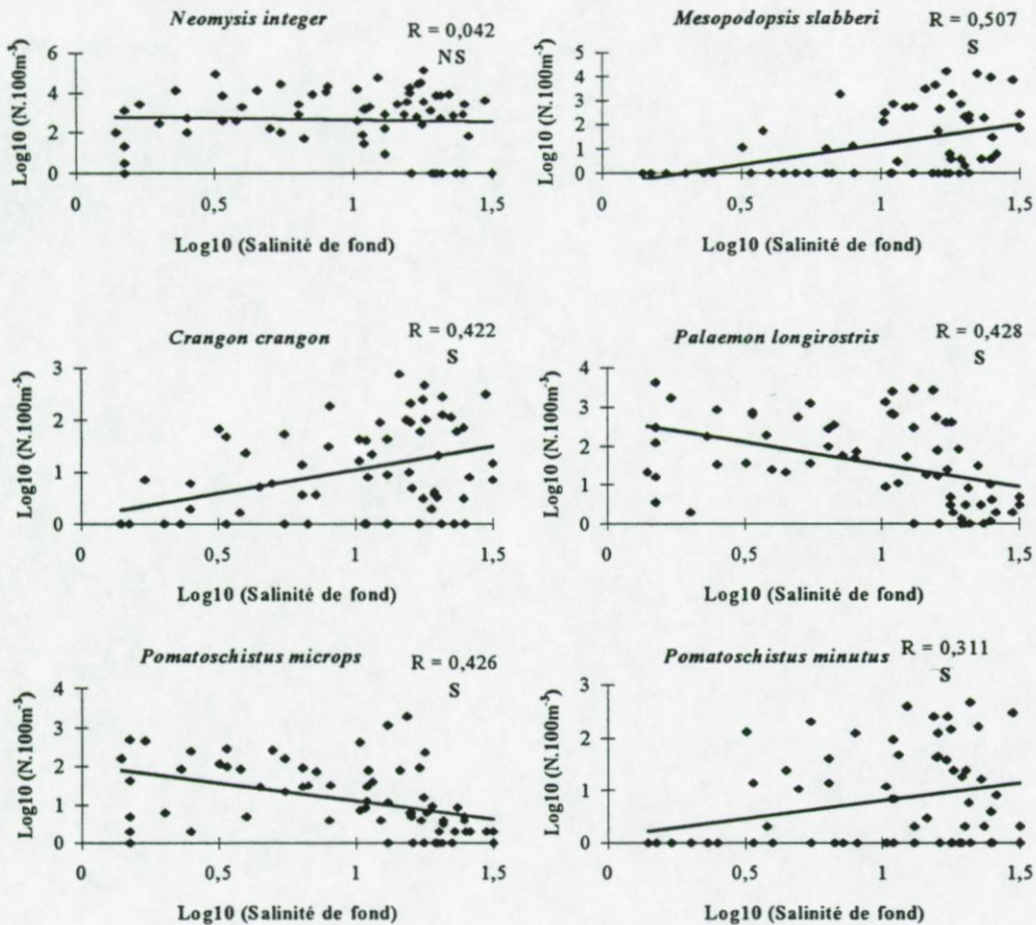 Neomysis integer
R = 0,042
NS
Log10 (N.100m⁻³)
6
4
2
0
0
0,5
1
1,5
Log10 (Salinité de fond)
Mesopodopsis slabberi
R = 0,507
S
Log10 (N.100m⁻³)
5
4
3
2
1
0
0
0,5
1
1,5
Log10 (Salinité de fond)
Crangon crangon
R = 0,422
S
Log10 (N.100m⁻³)
3
2
1
0
0
0,5
1
1,5
Log10 (Salinité de fond)
Palaemon longirostris
R = 0,428
S
Log10 (N.100m⁻³)
4
3
2
1
0
0
0,5
1
1,5
Log10 (Salinité de fond)
Pomatoschistus microps
R = 0,426
S
Log10 (N.100m⁻³)
4
3
2
1
0
0
0,5
1
1,5
Log10 (Salinité de fond)
Pomatoschistus minutus
R = 0,311
S
Log10 (N.100m⁻³)
3
2
1
0
0
0,5
1
1,5
Log10 (Salinité de fond)